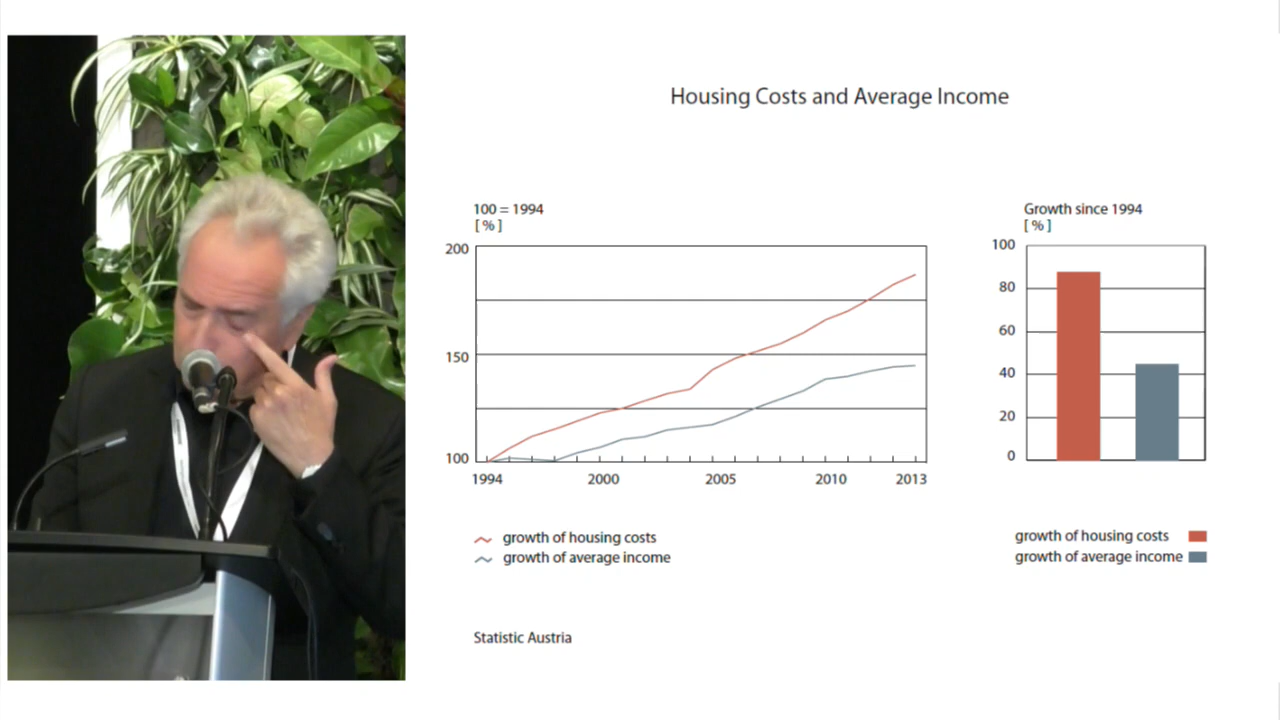 Housing Costs and Average Income
100 = 1994
[ % ]
200
150
100
1994 2000 2005 2010 2013
growth of housing costs
growth of average income
Growth since 1994
[ % ]
100
80
60
40
20
0
growth of housing costs
growth of average income
Statistic Austria